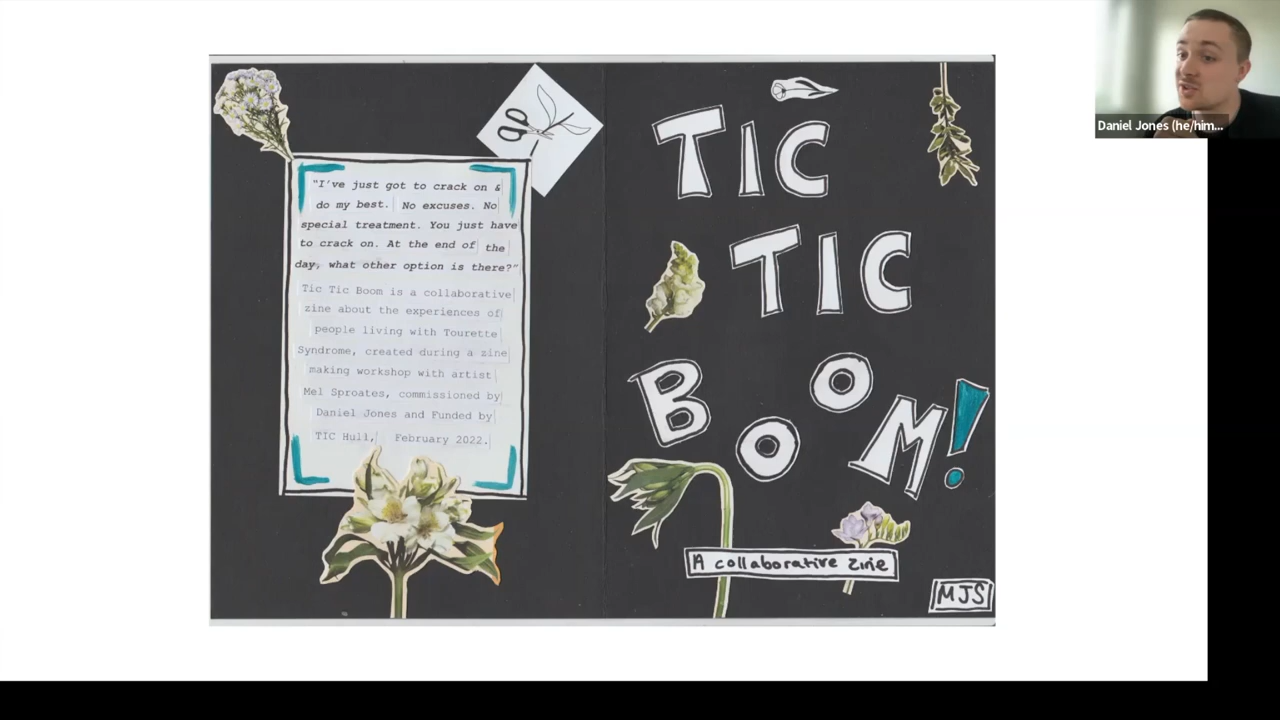 "I've just got to crack on &
do my best. No excuses. No
special treatment. You just have
to crack on. At the end of the
day, what other option is there?"
Tic Tic Boom is a collaborative
zine about the experiences of
people living with Tourette
Syndrome, created during a zine
making workshop with artist
Mel Sproates, commissioned by
Daniel Jones and Funded by
TIC Hull, February 2022.
TIC
TIC
BOOM!
A collaborative zine
MJS
Daniel Jones (he/him...